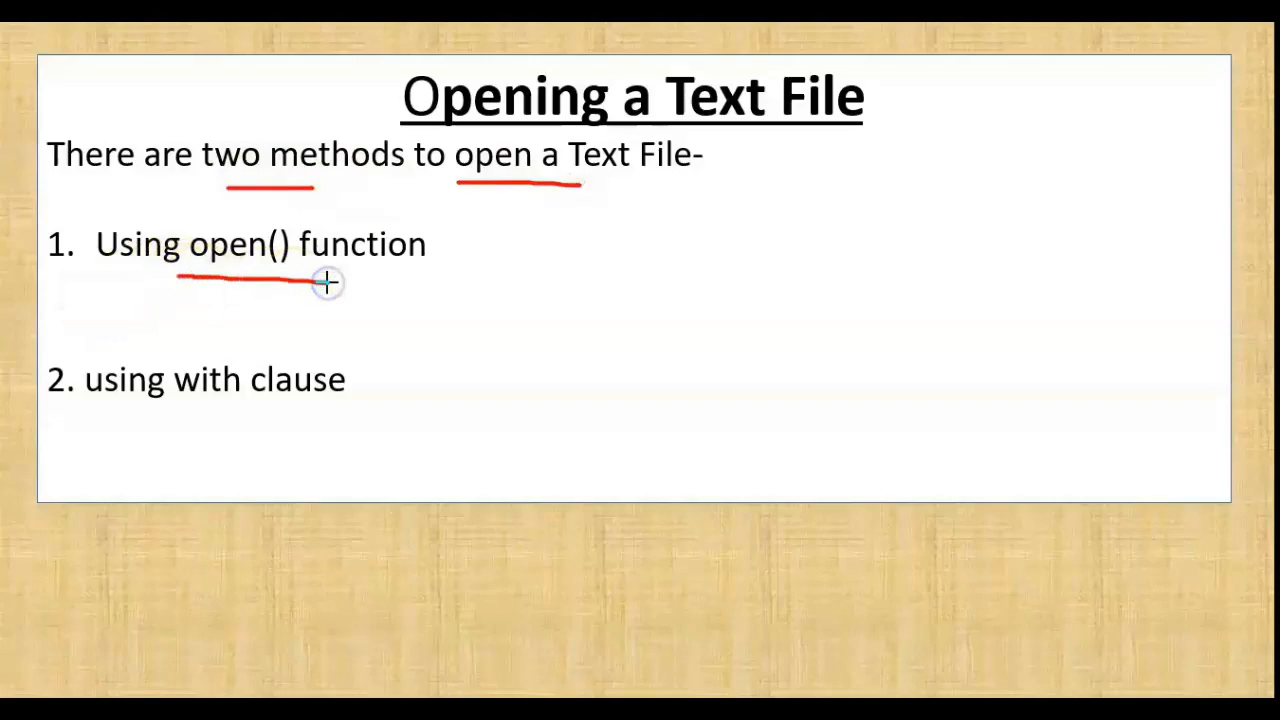 Opening a Text File
There are two methods to open a Text File-
1. Using open() function
2. using with clause